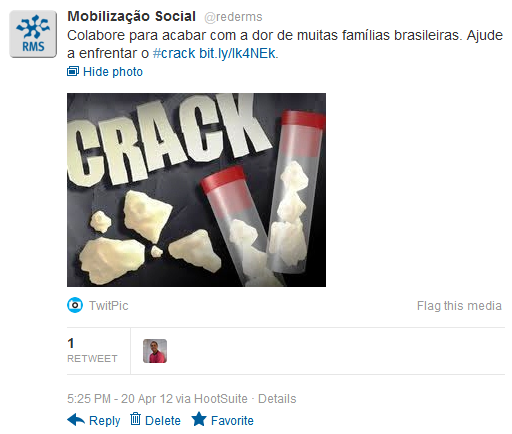 Mobilização Social @rederms
Colabore para acabar com a dor de muitas famílias brasileiras. Ajude
a enfrentar o #crack bit.ly/lk4NEk.
RMS
Hide photo
CRACK
TwitPic
Flag this media
1
RETWEET
5:25 PM - 20 Apr 12 via HootSuite · Details
Reply Delete Favorite